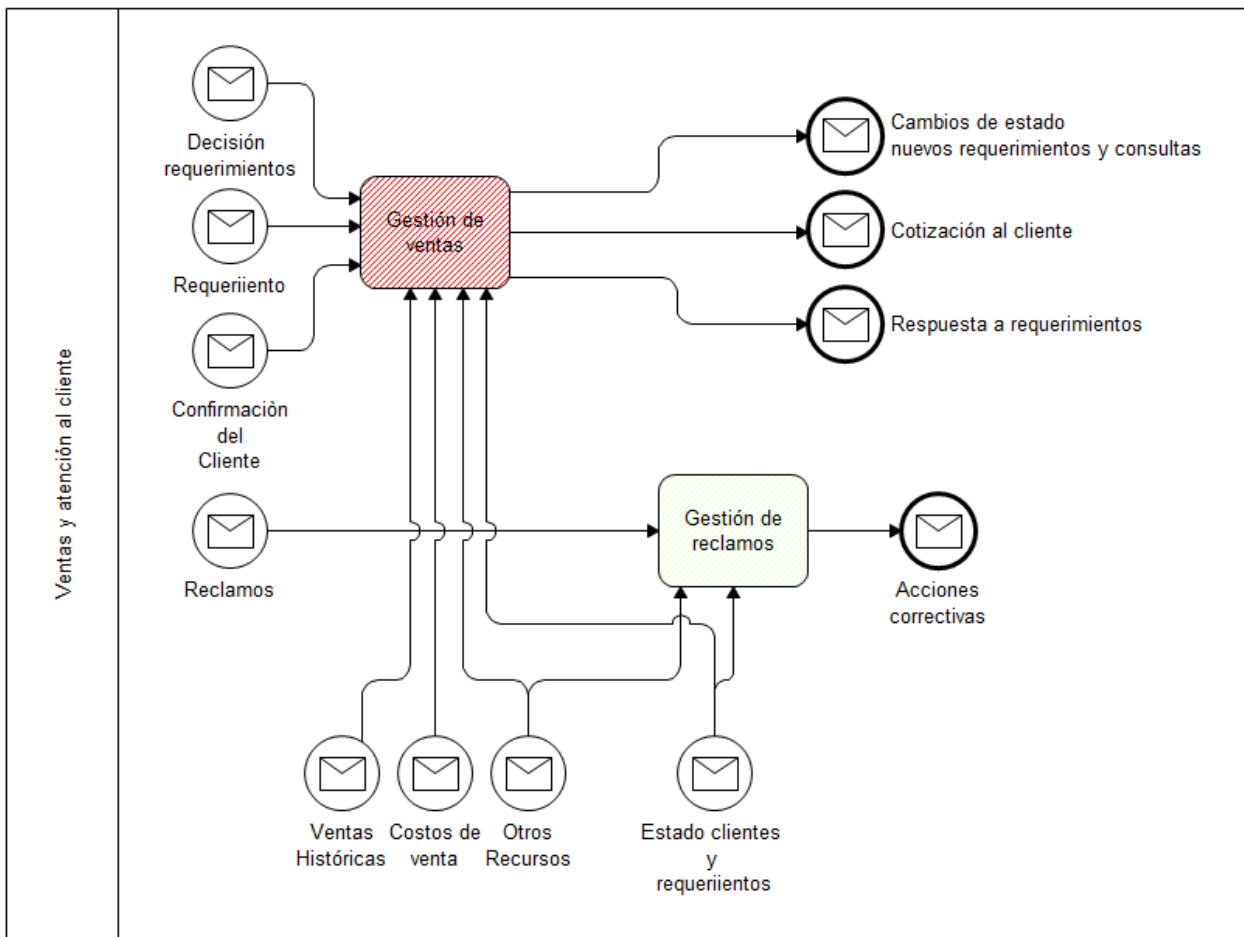 Ventas y atención al cliente
Decisión
requerimientos
Requeriiento
Confirmaciòn
del
Cliente
Reclamos
Gestión de
ventas
Cambios de estado
nuevos requerimientos y consultas
Cotización al cliente
Respuesta a requerimientos
Gestión de
reclamos
Acciones
correctivas
Ventas
Históricas
Costos de
venta
Otros
Recursos
Estado clientes
y
requeriientos